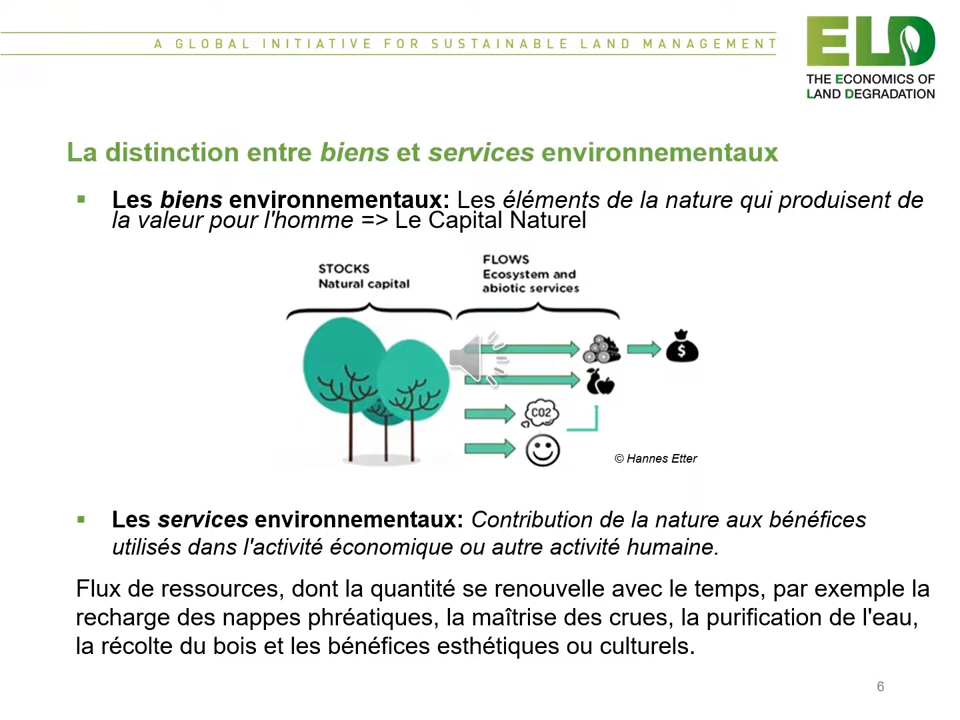 A GLOBAL INITIATIVE FOR SUSTAINABLE LAND MANAGEMENT
ELD
THE ECONOMICS OF
LAND DEGRADATION
La distinction entre biens et services environnementaux
Les biens environnementaux: Les éléments de la nature qui produisent de
la valeur pour l'homme => Le Capital Naturel
STOCKS
Natural capital
FLOWS
Ecosystem and
abiotic services
$
CO2
© Hannes Etter
Les services environnementaux: Contribution de la nature aux bénéfices
utilisés dans l'activité économique ou autre activité humaine.
Flux de ressources, dont la quantité se renouvelle avec le temps, par exemple la
recharge des nappes phréatiques, la maîtrise des crues, la purification de l'eau,
la récolte du bois et les bénéfices esthétiques ou culturels.
6